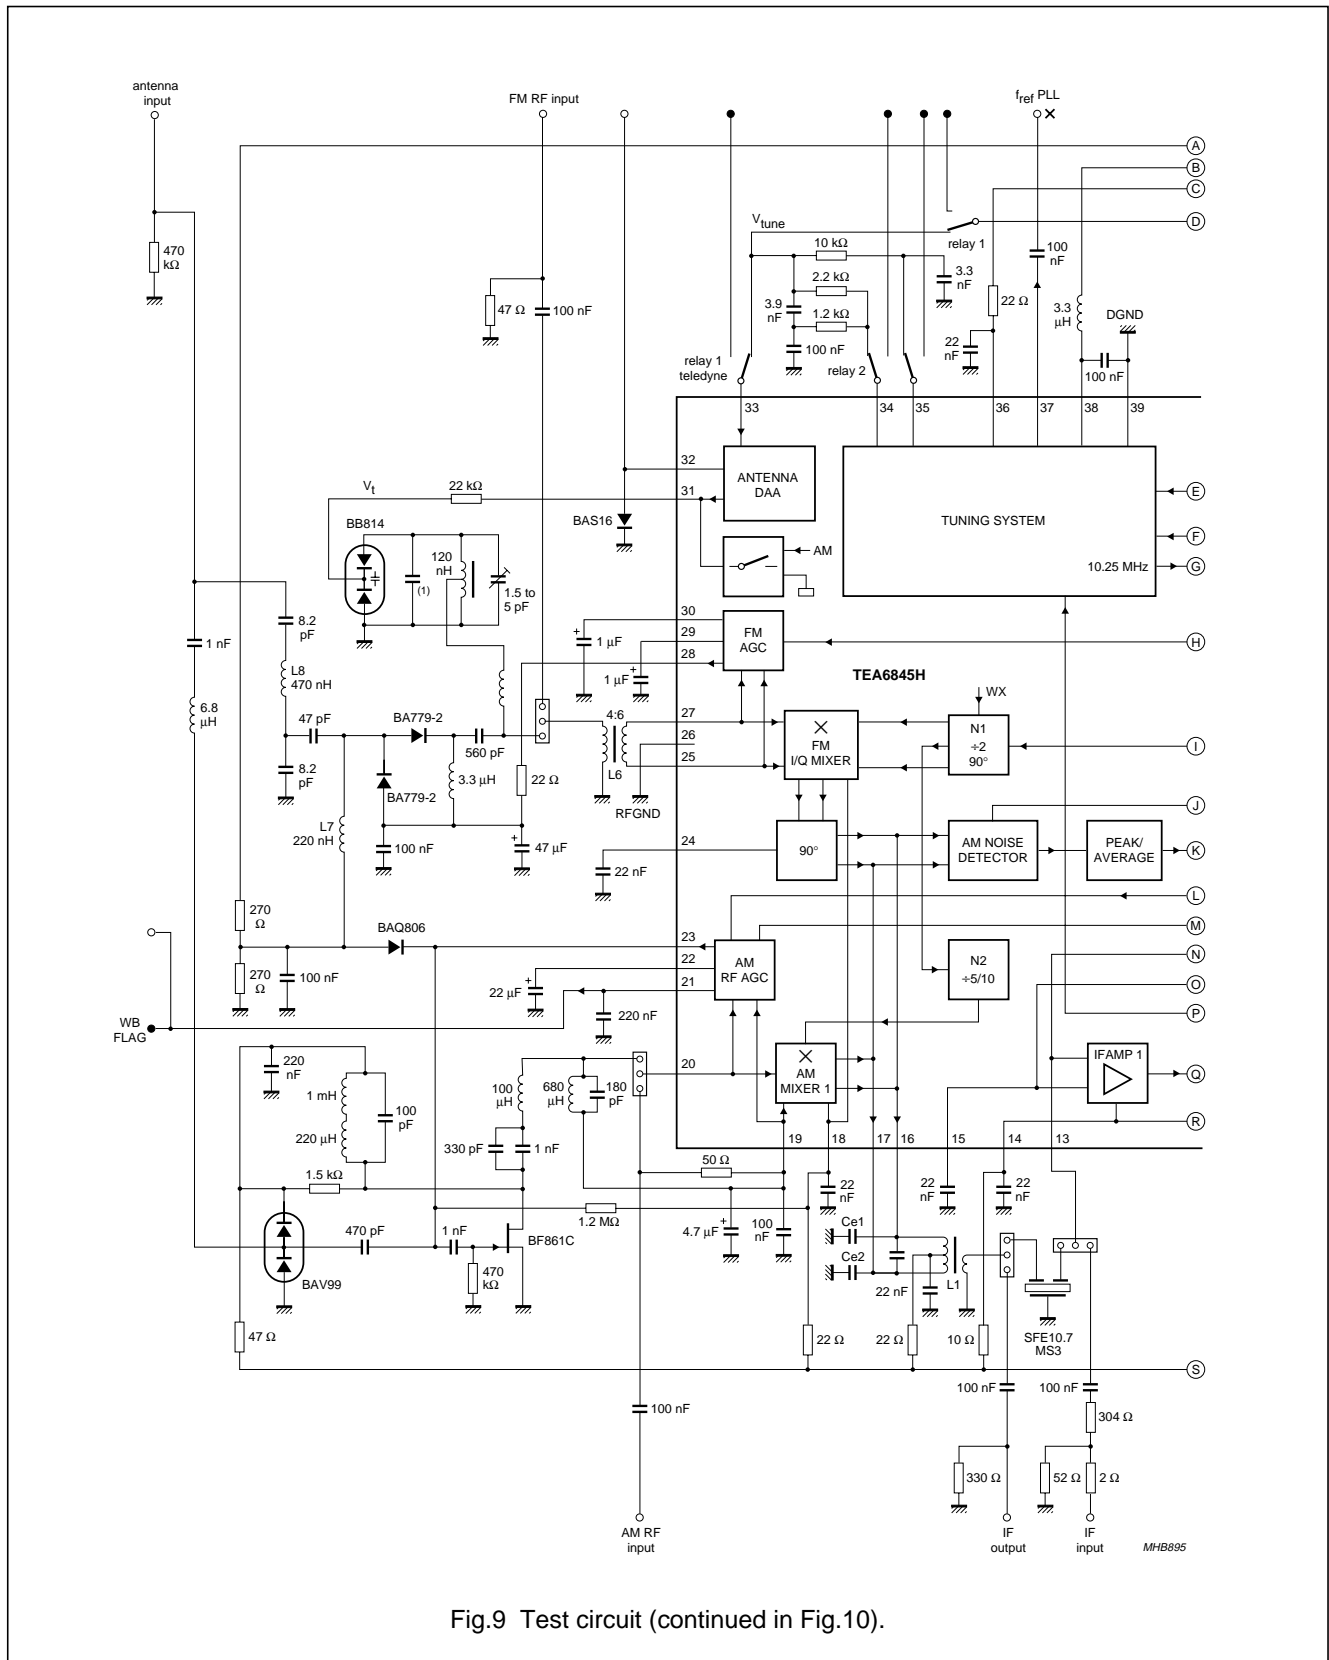 antenna
input
FM RF input
fref PLL
A
B
C
D
Vtune
relay 1
470
kΩ
10 kΩ
100
nF
2.2 kΩ
3.3
nF
47 Ω
100 nF
3.9
nF
1.2 kΩ
22 Ω
3.3
μH
DGND
100 nF
22
nF
relay 1
teledyne
relay 2
100 nF
33
34
35
36
37
38
39
32
31
ANTENNA
DAA
TUNING SYSTEM
E
F
10.25 MHz
G
Vt
22 kΩ
BAS16
BB814
120
nH
(1)
1.5 to
5 pF
AM
30
29
28
FM
AGC
H
1 μF
1 μF
8.2
pF
1 nF
L8
470 nH
6.8
μH
TEA6845H
WX
47 pF
BA779-2
560 pF
4:6
27
26
25
FM
I/Q MIXER
N1
÷2
90°
I
8.2
pF
BA779-2
3.3 μH
22 Ω
L6
RFGND
J
L7
220 nH
100 nF
47 μF
24
22 nF
90°
AM NOISE
DETECTOR
PEAK/
AVERAGE
K
L
270
Ω
BAQ806
23
22
21
AM
RF AGC
M
N2
÷5/10
N
O
P
270
Ω
100 nF
22 μF
220 nF
WB
FLAG
220
nF
1 mH
220 μH
100
pF
100
μH
680
μH
180
pF
20
AM
MIXER 1
IFAMP 1
Q
R
330 pF
1 nF
19
18
17
16
15
14
13
1.5 kΩ
50 Ω
22
nF
22
nF
22
nF
1.2 MΩ
4.7 μF
100
nF
Ce1
Ce2
470 pF
1 nF
BF861C
470
kΩ
BAV99
22 nF
L1
SFE10.7
MS3
47 Ω
22 Ω
22 Ω
10 Ω
S
100 nF
100 nF
100 nF
304 Ω
330 Ω
52 Ω
2 Ω
AM RF
input
IF
output
IF
input
MHB895
Fig.9 Test circuit (continued in Fig.10).